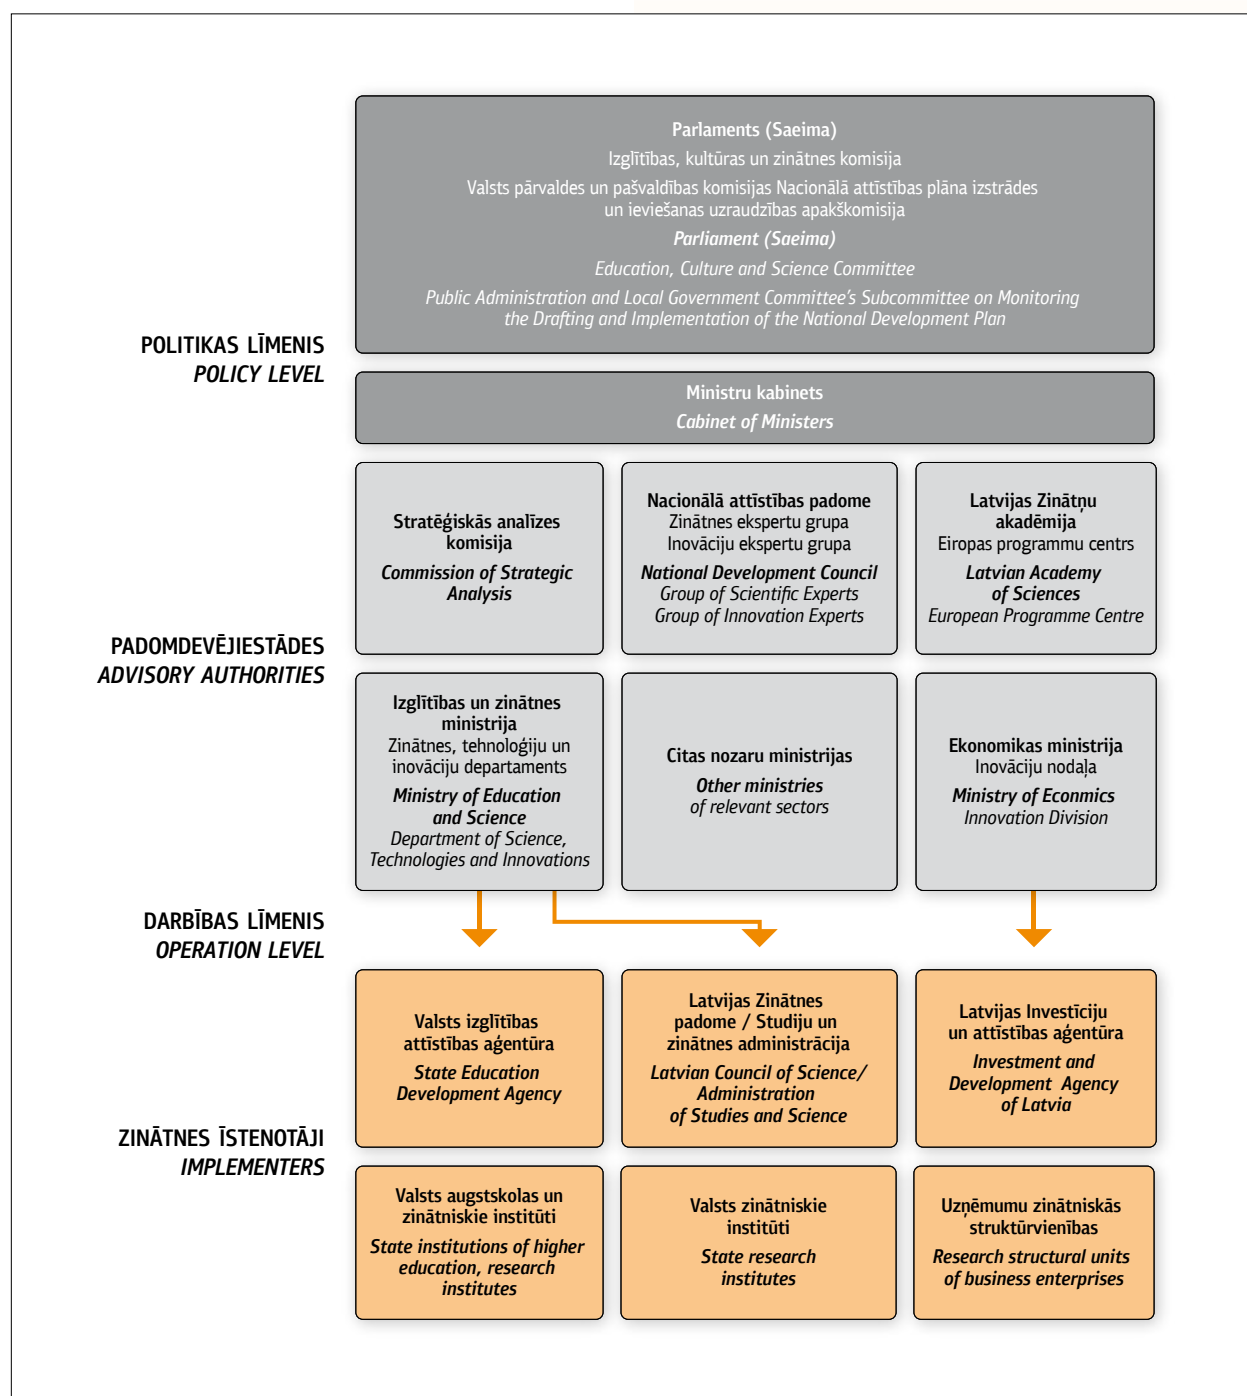 Parlaments (Saeima)
Izglītības, kultūras un zinātnes komisija
Valsts pārvaldes un pašvaldības komisijas Nacionālā attīstības plāna izstrādes
un ieviešanas uzraudzības apakškomisija
Parliament (Saeima)
Education, Culture and Science Committee
Public Administration and Local Government Committee's Subcommittee on Monitoring
the Drafting and Implementation of the National Development Plan
POLITIKAS LĪMENIS
POLICY LEVEL
Ministru kabinets
Cabinet of Ministers
Stratēģiskās analīzes
komisija
Commission of Strategic
Analysis
Nacionālā attīstības padome
Zinātnes ekspertu grupa
Inovāciju ekspertu grupa
National Development Council
Group of Scientific Experts
Group of Innovation Experts
Latvijas Zinātņu
akadēmija
Eiropas programmu centrs
Latvian Academy
of Sciences
European Programme Centre
PADOMDEVĒJIESTĀDES
ADVISORY AUTHORITIES
Izglītības un zinātnes
ministrija
Zinātnes, tehnoloģiju un
inovāciju departaments
Ministry of Education
and Science
Department of Science,
Technologies and Innovations
Citas nozaru ministrijas
Other ministries
of relevant sectors
Ekonomikas ministrija
Inovāciju nodaļa
Ministry of Econmics
Innovation Division
DARBĪBAS LĪMENIS
OPERATION LEVEL
Valsts izglītības
attīstības aģentūra
State Education
Development Agency
Latvijas Zinātnes
padome / Studiju un
zinātnes administrācija
Latvian Council of Science/
Administration
of Studies and Science
Latvijas Investīciju
un attīstības aģentūra
Investment and
Development Agency
of Latvia
ZINĀTNES ĪSTENOTĀJI
IMPLEMENTERS
Valsts augstskolas un
zinātniskie institūti
State institutions of higher
education, research
institutes
Valsts zinātniskie
institūti
State research
institutes
Uzņēmumu zinātniskās
struktūrvienības
Research structural units
of business enterprises